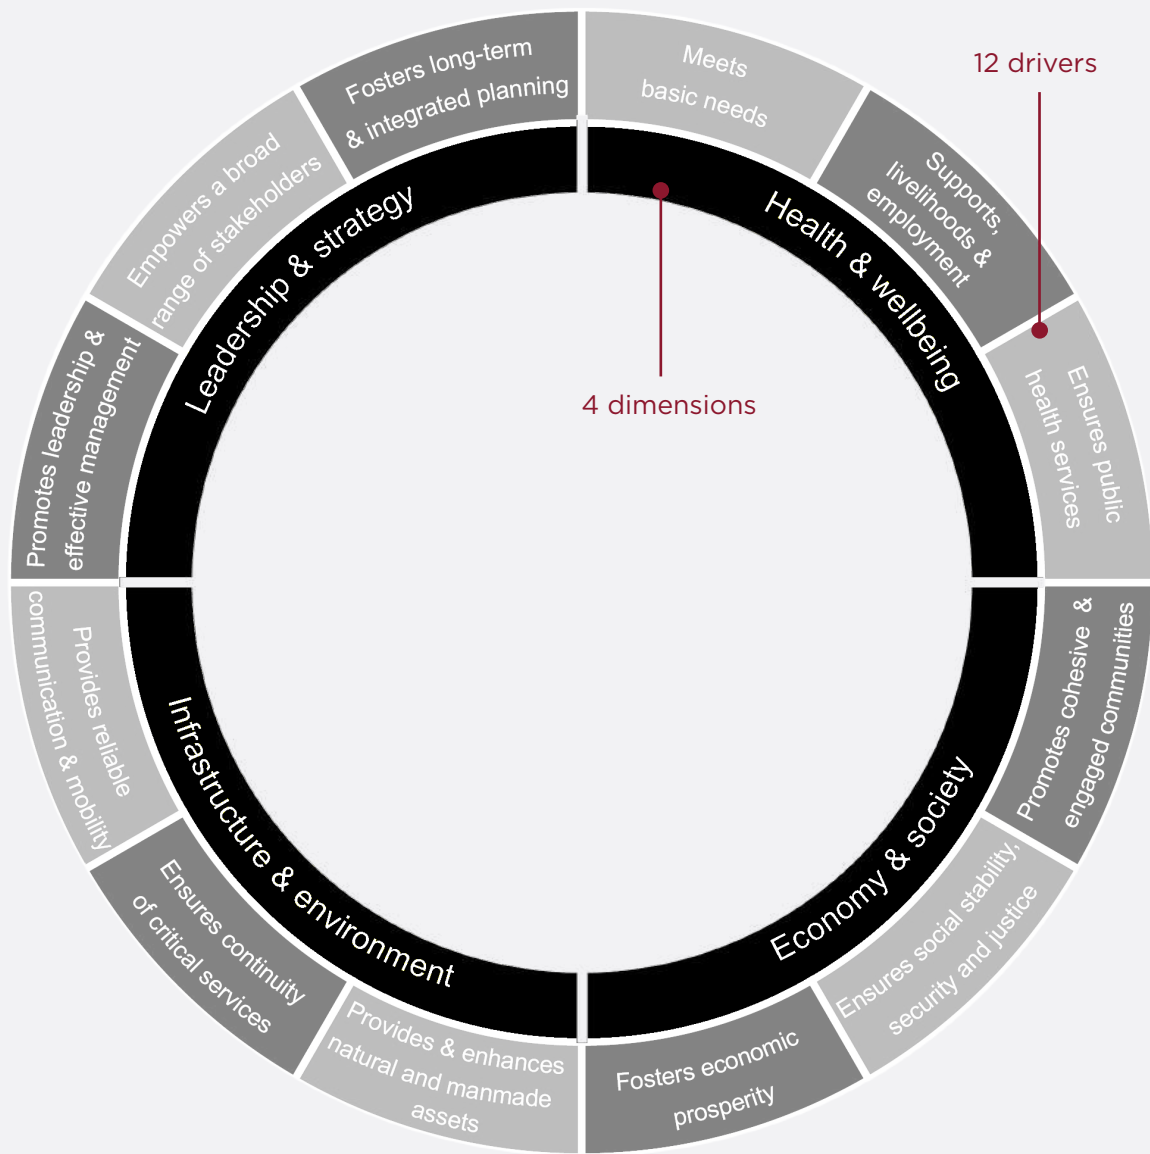 12 drivers
4 dimensions
Health & wellbeing
Meets
basic needs
Supports,
livelihoods &
employment
Ensures public
health services
Economy & society
Promotes cohesive &
engaged communities
Ensures social stability,
security and justice
Fosters economic
prosperity
Infrastructure & environment
Provides & enhances
natural and manmade
assets
Ensures continuity
of critical services
Provides reliable
communication & mobility
Leadership & strategy
Promotes leadership &
effective management
Empowers a broad
range of stakeholders
Fosters long-term
& integrated planning